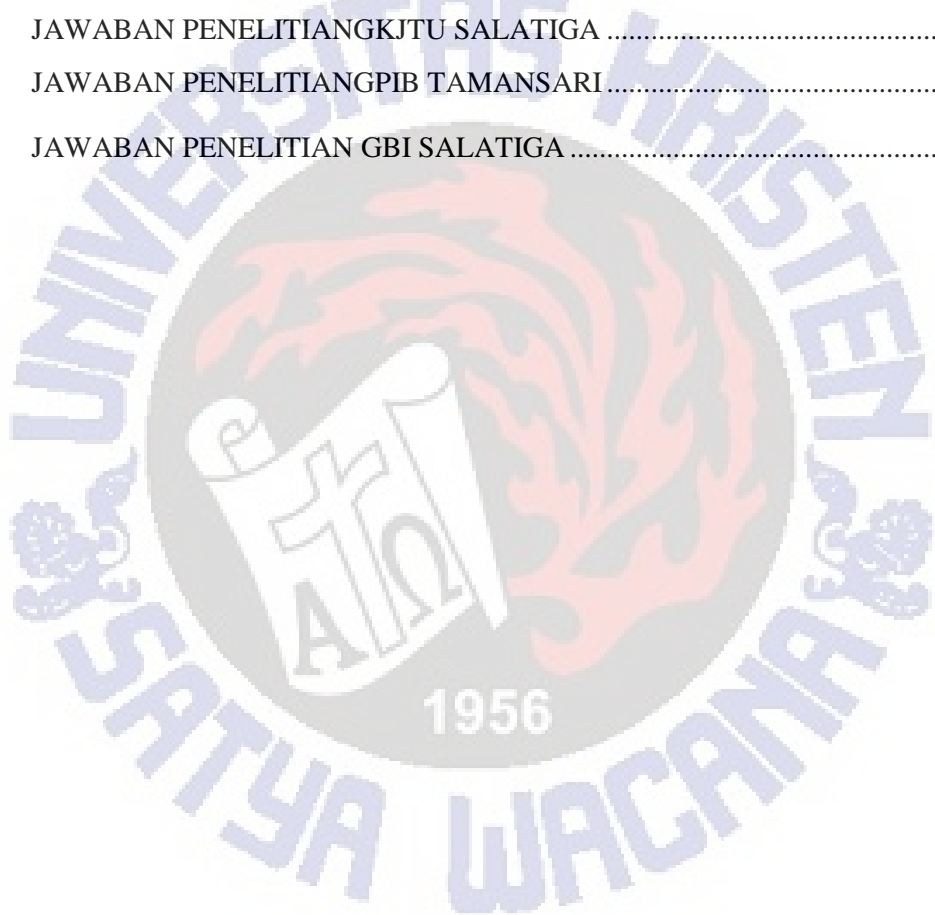 JAWABAN PENELITIANGKJTU SALATIGA ................................................
JAWABAN PENELITIANGPIB TAMANSARI ................................................
JAWABAN PENELITIAN GBI SALATIGA ................................................
UNIVERSITAS KRISTEN
Α Ω
1956
SATYA WACANA